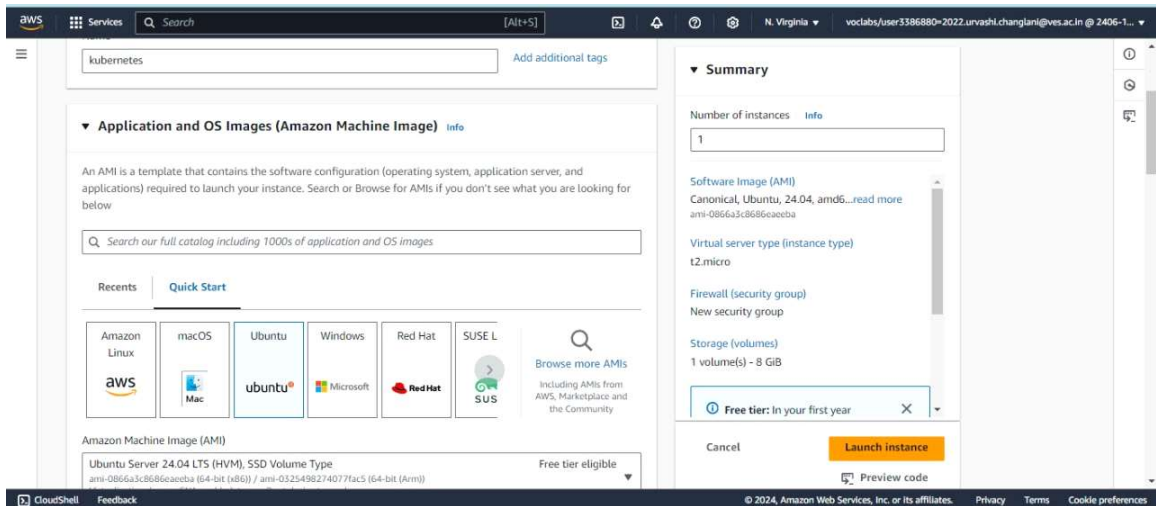 aws
Services
Search
[Alt+S]
N. Virginia
voclabs/user3386880=2022.urvashi.changlani@ves.ac.in @ 2406-1...
kubernetes
Add additional tags
Application and OS Images (Amazon Machine Image) Info
An AMI is a template that contains the software configuration (operating system, application server, and
applications) required to launch your instance. Search or Browse for AMIs if you don't see what you are looking for
below
Search our full catalog including 1000s of application and OS images
Recents
Quick Start
Amazon
Linux
aws
macOS
Mac
Ubuntu
ubuntu
Windows
Microsoft
Red Hat
Red Hat
SUSE L
SUS
Browse more AMIs
Including AMIs from
AWS, Marketplace and
the Community
Amazon Machine Image (AMI)
Ubuntu Server 24.04 LTS (HVM), SSD Volume Type
Free tier eligible
ami-0866a3c8686eaeeba (64-bit (x86)) / ami-0325498274077fac5 (64-bit (Arm))
Summary
Number of instances Info
1
Software Image (AMI)
Canonical, Ubuntu, 24.04, amd6...read more
ami-0866a3c8686eaeeba
Virtual server type (instance type)
t2.micro
Firewall (security group)
New security group
Storage (volumes)
1 volume(s) - 8 GiB
Free tier: In your first year
Cancel
Launch instance
Preview code
CloudShell
Feedback
© 2024, Amazon Web Services, Inc. or its affiliates.
Privacy
Terms
Cookie preferences